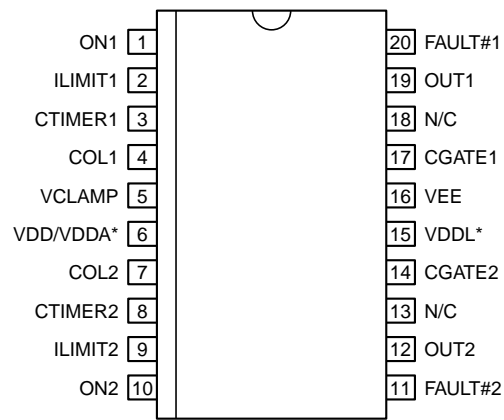 ON1 1 20 FAULT#1
ILIMIT1 2 19 OUT1
CTIMER1 3 18 N/C
COL1 4 17 CGATE1
VCLAMP 5 16 VEE
VDD/VDDA* 6 15 VDDL*
COL2 7 14 CGATE2
CTIMER2 8 13 N/C
ILIMIT2 9 12 OUT2
ON2 10 11 FAULT#2